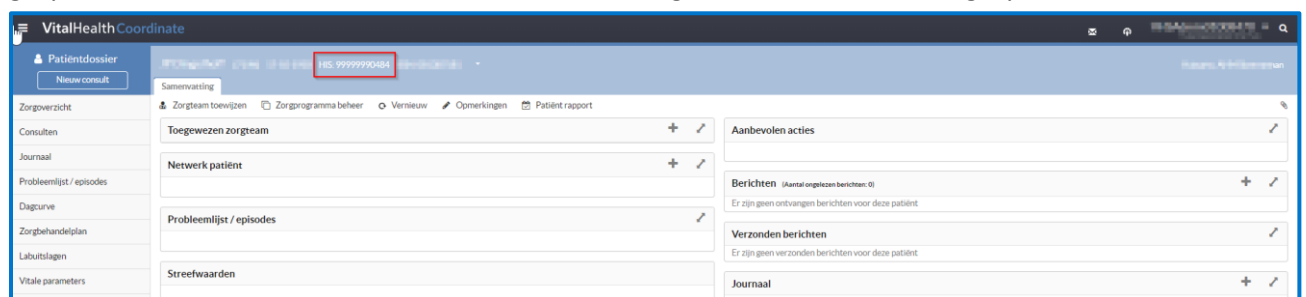 VitalHealth Coordinate
Patiëntdossier
Nieuw consult
HIS: 99999990484
Samenvatting
Zorgteam toewijzen Zorgprogramma beheer Vernieuw Opmerkingen Patiënt rapport
Zorgoverzicht
Consulten
Journaal
Probleemlijst / episodes
Dagcurve
Zorgbehandelplan
Labuitslagen
Vitale parameters
Toegewezen zorgteam
Netwerk patiënt
Probleemlijst / episodes
Streefwaarden
Aanbevolen acties
Berichten (Aantal ongelezen berichten: 0)
Er zijn geen ontvangen berichten voor deze patiënt
Verzonden berichten
Er zijn geen verzonden berichten voor deze patiënt
Journaal